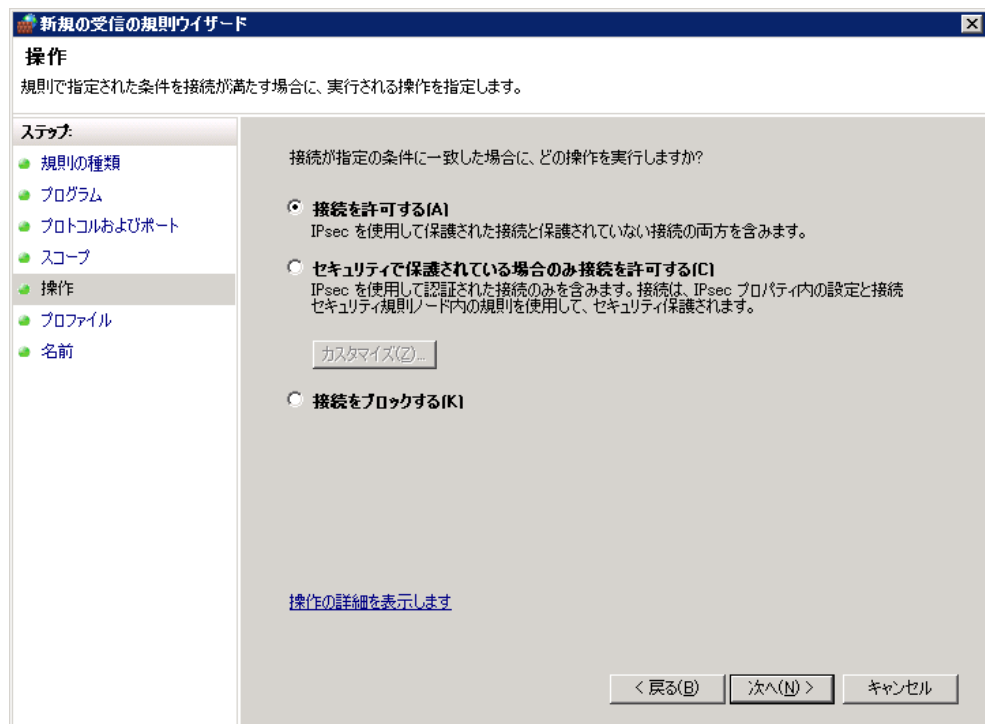 新規の受信の規則ウィザード
操作
規則で指定された条件を接続が満たす場合に、実行される操作を指定します。
ステップ:
規則の種類
プログラム
プロトコルおよびポート
スコープ
操作
プロファイル
名前
接続が指定の条件に一致した場合に、どの操作を実行しますか?
接続を許可する(A)
IPsec を使用して保護された接続と保護されていない接続の両方を含みます。
セキュリティで保護されている場合のみ接続を許可する(C)
IPsec を使用して認証された接続のみを含みます。接続は、IPsec プロパティ内の設定と接続
セキュリティ規則ノード内の規則を使用して、セキュリティ保護されます。
カスタマイズ(Z)...
接続をブロックする(K)
操作の詳細を表示します
< 戻る(B)
次へ(N) >
キャンセル